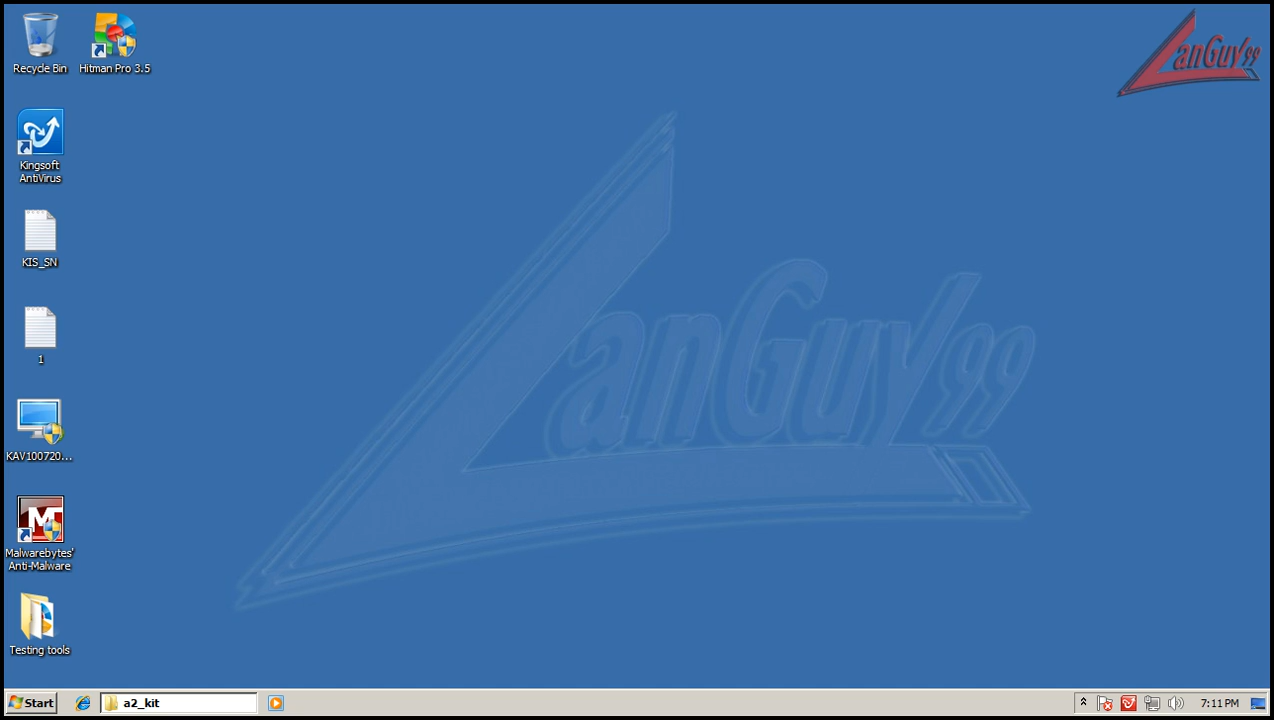 Recycle Bin
Hitman Pro 3.5
LanGuy99
Kingsoft
AntiVirus
KIS_SN
1
KAV100720...
Malwarebytes'
Anti-Malware
Testing tools
LanGuy99
Start
a2_kit
7:11 PM